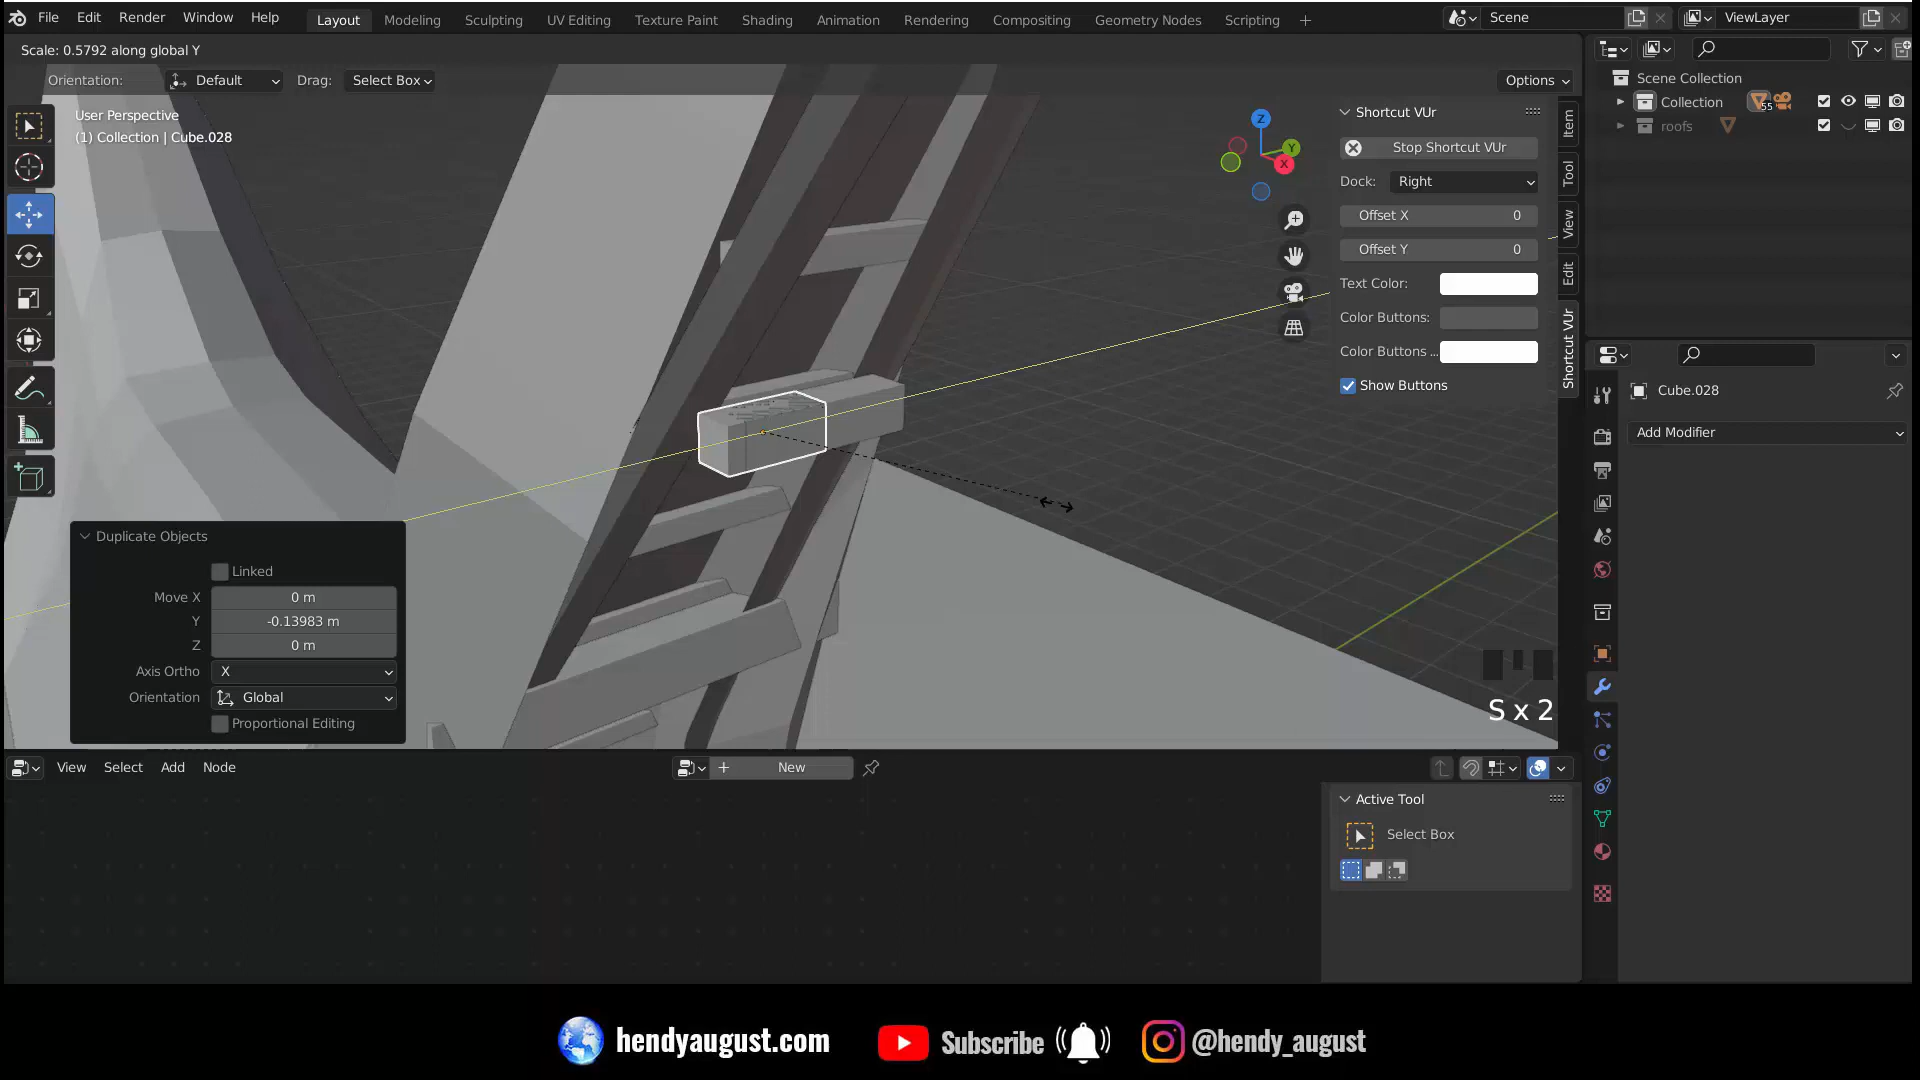 File Edit Render Window Help Layout Modeling Sculpting UV Editing Texture Paint Shading Animation Rendering Compositing Geometry Nodes Scripting + Scene ViewLayer
Scale: 0.5792 along global Y
Orientation: Default Drag: Select Box Options
User Perspective
(1) Collection | Cube.028
Z
Y
X
Shortcut VUr
Stop Shortcut VUr
Dock: Right
Offset X 0
Offset Y 0
Text Color:
Color Buttons:
Color Buttons ...
Show Buttons
Item
Tool
View
Edit
Shortcut VUr
Scene Collection
Collection 55
roofs
Cube.028
Add Modifier
Duplicate Objects
Linked
Move X 0 m
Y -0.13983 m
Z 0 m
Axis Ortho X
Orientation Global
Proportional Editing
S x 2
View Select Add Node + New
Active Tool
Select Box
hendyaugust.com Subscribe @hendy_august